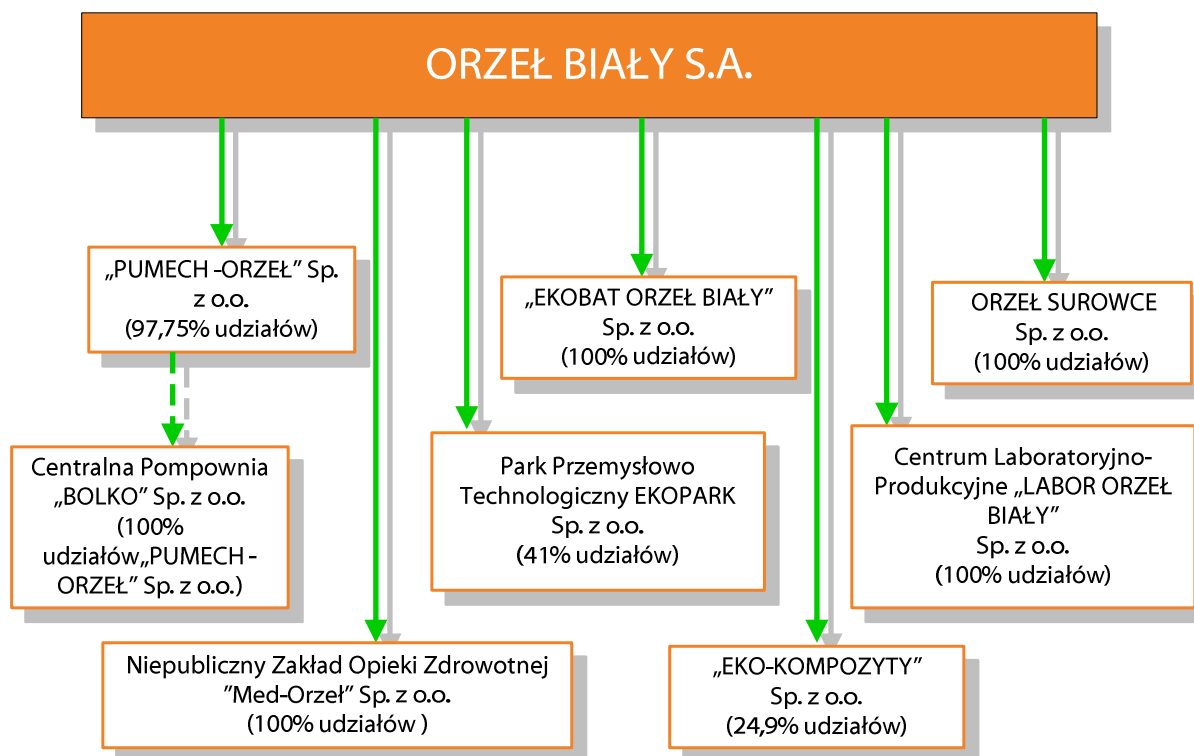 ORZEŁ BIAŁY S.A.
„PUMECH -ORZEŁ” Sp.
z o.o.
(97,75% udziałów)
„EKOBAT ORZEŁ BIAŁY”
Sp. z o.o.
(100% udziałów)
ORZEŁ SUROWCE
Sp. z o.o.
(100% udziałów)
Centralna Pompownia
„BOLKO” Sp. z o.o.
(100%
udziałów„PUMECH -
ORZEŁ” Sp. z o.o.)
Park Przemysłowo
Technologiczny EKOPARK
Sp. z o.o.
(41% udziałów)
Centrum Laboratoryjno-
Produkcyjne „LABOR ORZEŁ
BIAŁY”
Sp. z o.o.
(100% udziałów)
Niepubliczny Zakład Opieki Zdrowotnej
"Med-Orzeł" Sp. z o.o.
(100% udziałów )
„EKO-KOMPOZYTY”
Sp. z o.o.
(24,9% udziałów)